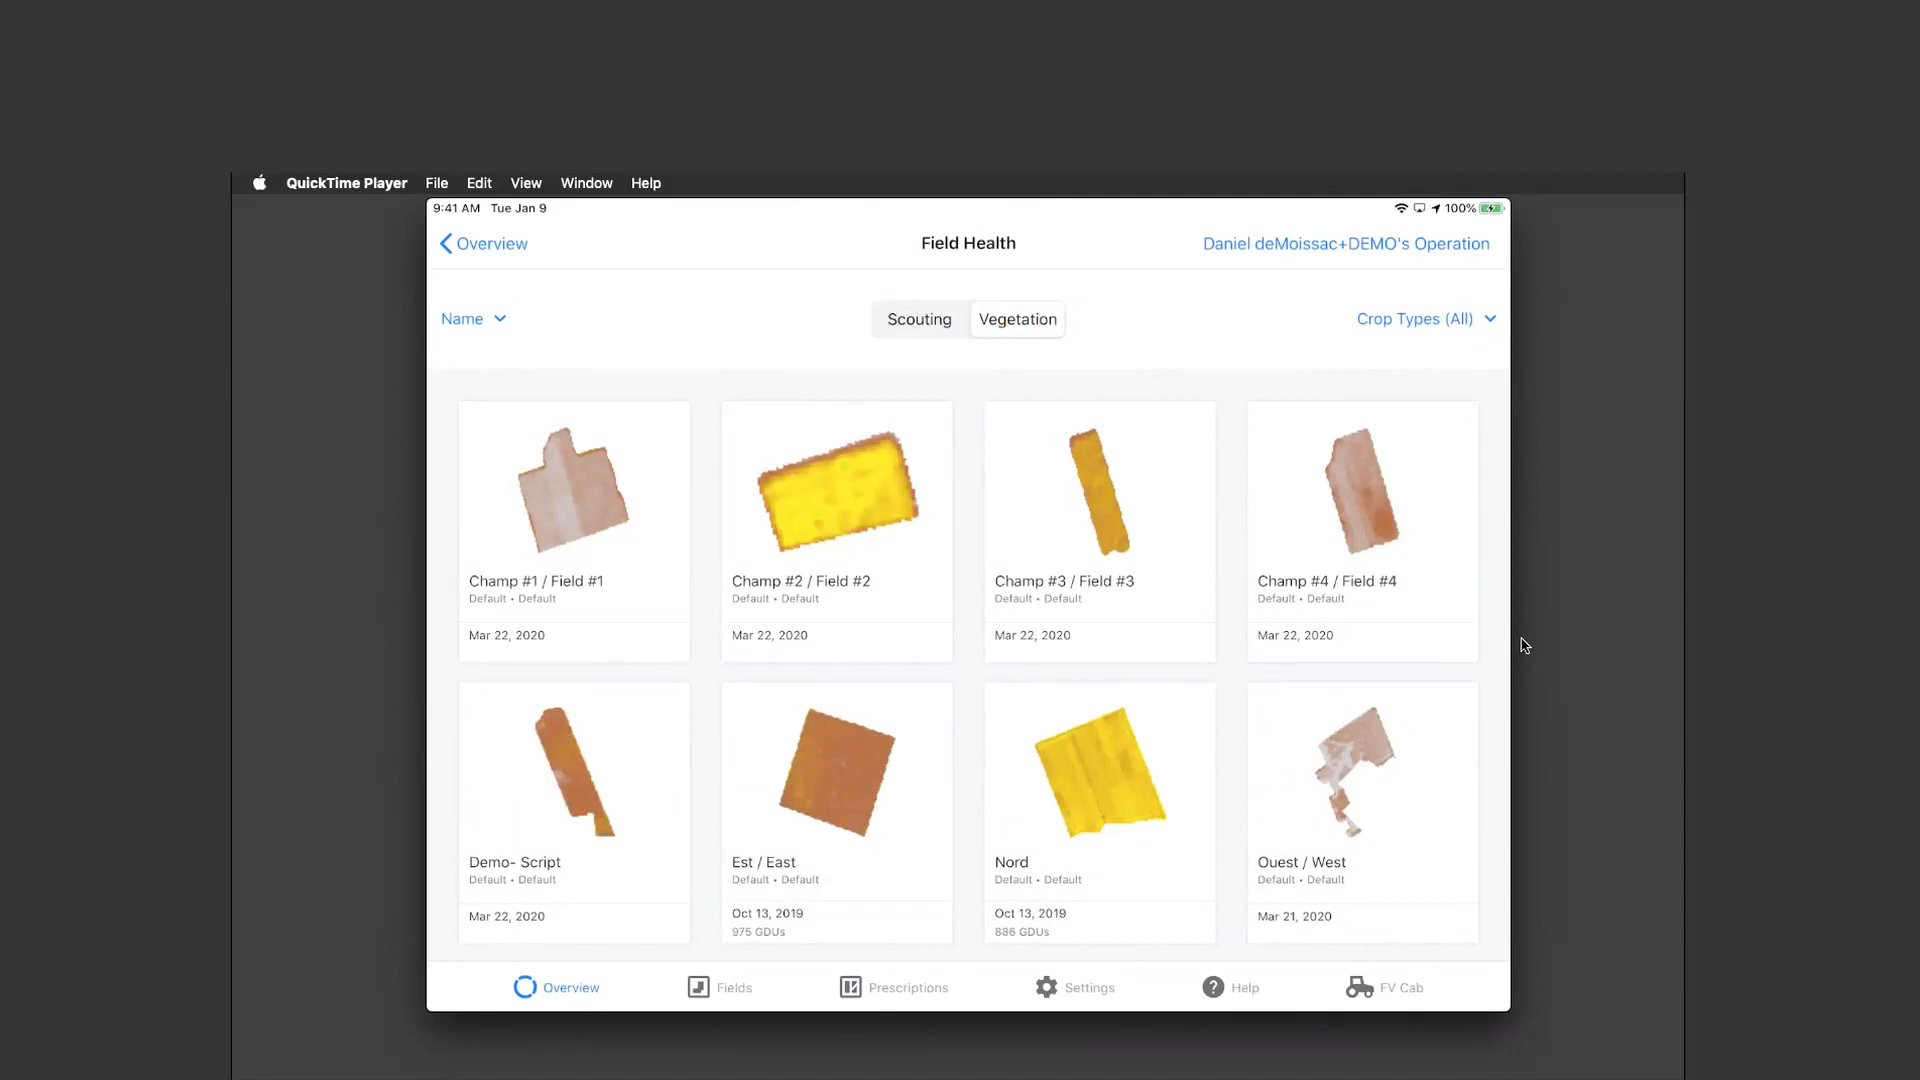 QuickTime Player File Edit View Window Help
9:41 AM Tue Jan 9 100%
Overview Field Health Daniel deMoissac+DEMO's Operation
Name Scouting Vegetation Crop Types (All)
Champ #1 / Field #1
Default • Default
Mar 22, 2020
Champ #2 / Field #2
Default • Default
Mar 22, 2020
Champ #3 / Field #3
Default • Default
Mar 22, 2020
Champ #4 / Field #4
Default • Default
Mar 22, 2020
Demo- Script
Default • Default
Mar 22, 2020
Est / East
Default • Default
Oct 13, 2019
975 GDUs
Nord
Default • Default
Oct 13, 2019
886 GDUs
Ouest / West
Default • Default
Mar 21, 2020
Overview Fields Prescriptions Settings Help FV Cab